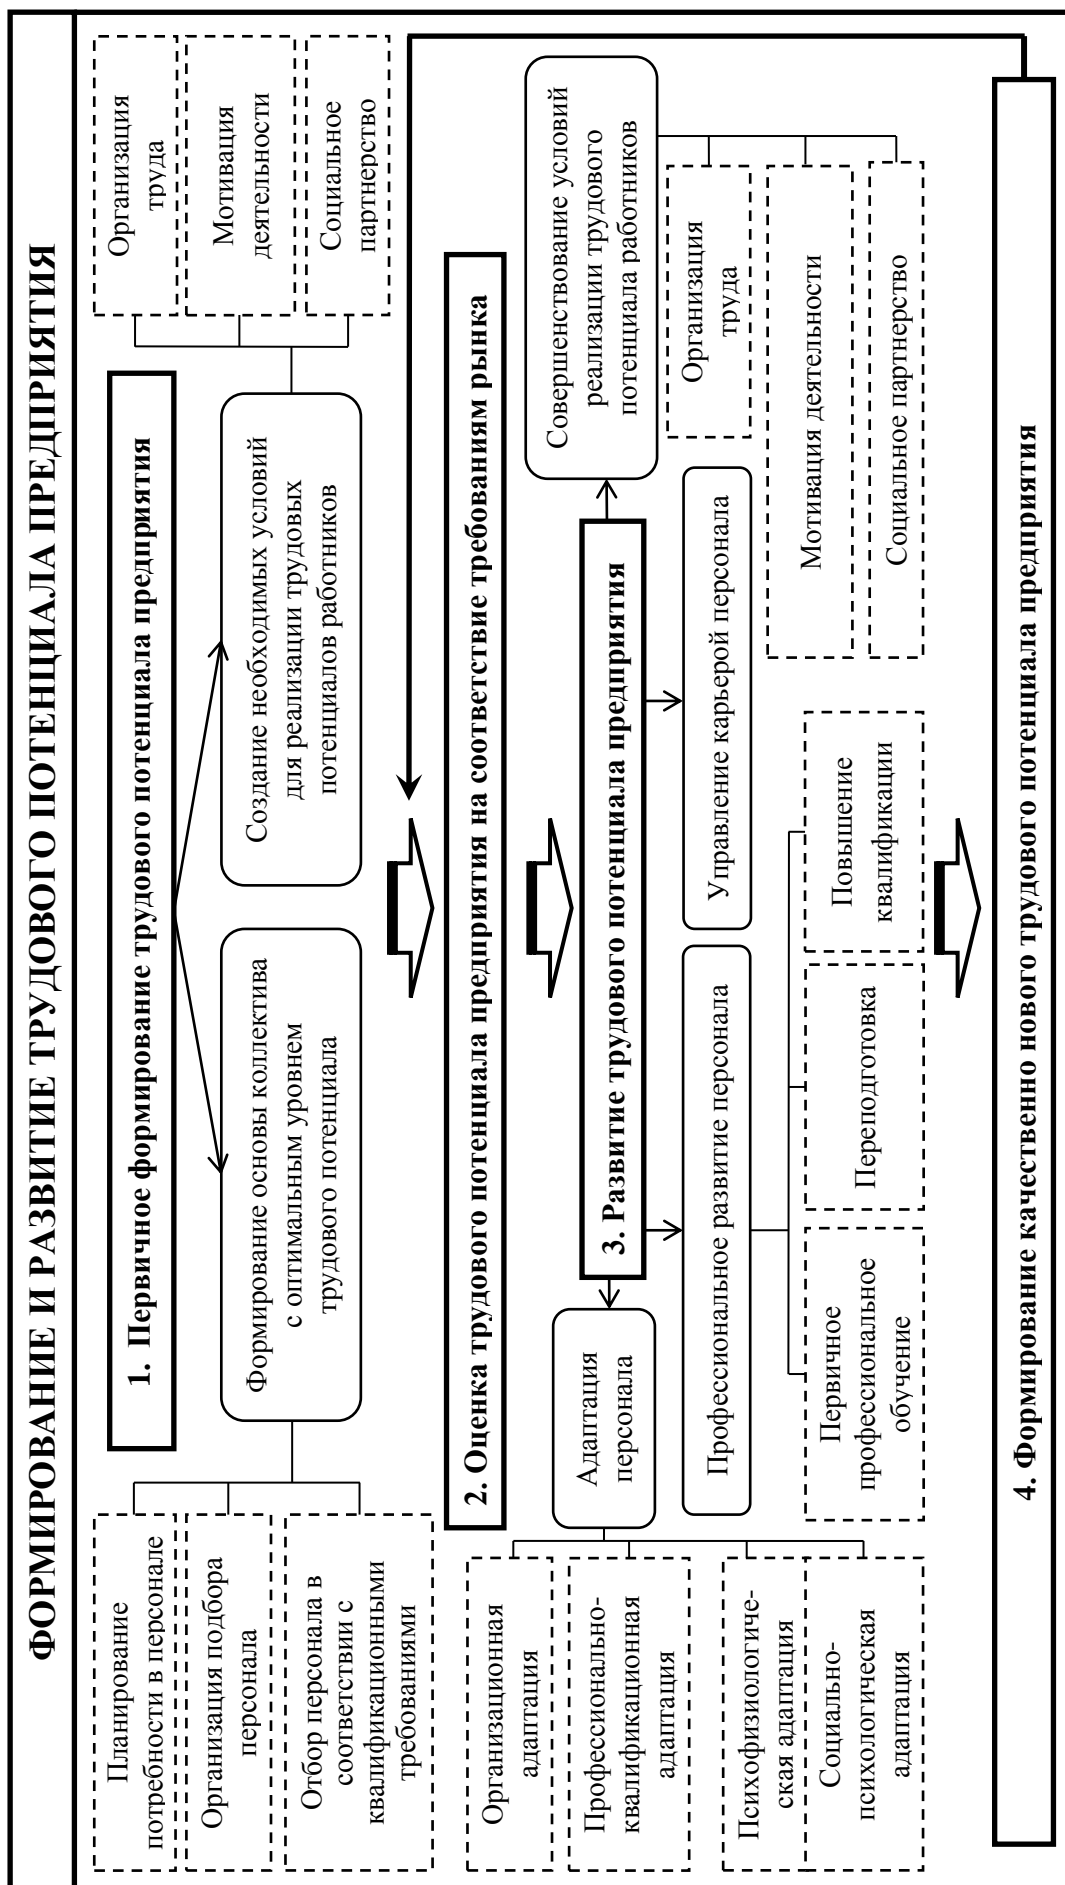 ФОРМИРОВАНИЕ И РАЗВИТИЕ ТРУДОВОГО ПОТЕНЦИАЛА ПРЕДПРИЯТИЯ
1. Первичное формирование трудового потенциала предприятия
Планирование
потребности в персонале
Организация подбора
персонала
Отбор персонала в
соответствии с
квалификационными
требованиями
Формирование основы коллектива
с оптимальным уровнем
трудового потенциала
Создание необходимых условий
для реализации трудовых
потенциалов работников
Организация
труда
Мотивация
деятельности
Социальное
партнерство
2. Оценка трудового потенциала предприятия на соответствие требованиям рынка
3. Развитие трудового потенциала предприятия
Адаптация
персонала
Организационная
адаптация
Профессионально-
квалификационная
адаптация
Психофизиологиче-
ская адаптация
Социально-
психологическая
адаптация
Профессиональное развитие персонала
Первичное
профессиональное
обучение
Переподготовка
Повышение
квалификации
Управление карьерой персонала
Совершенствование условий
реализации трудового
потенциала работников
Организация
труда
Мотивация деятельности
Социальное партнерство
4. Формирование качественно нового трудового потенциала предприятия